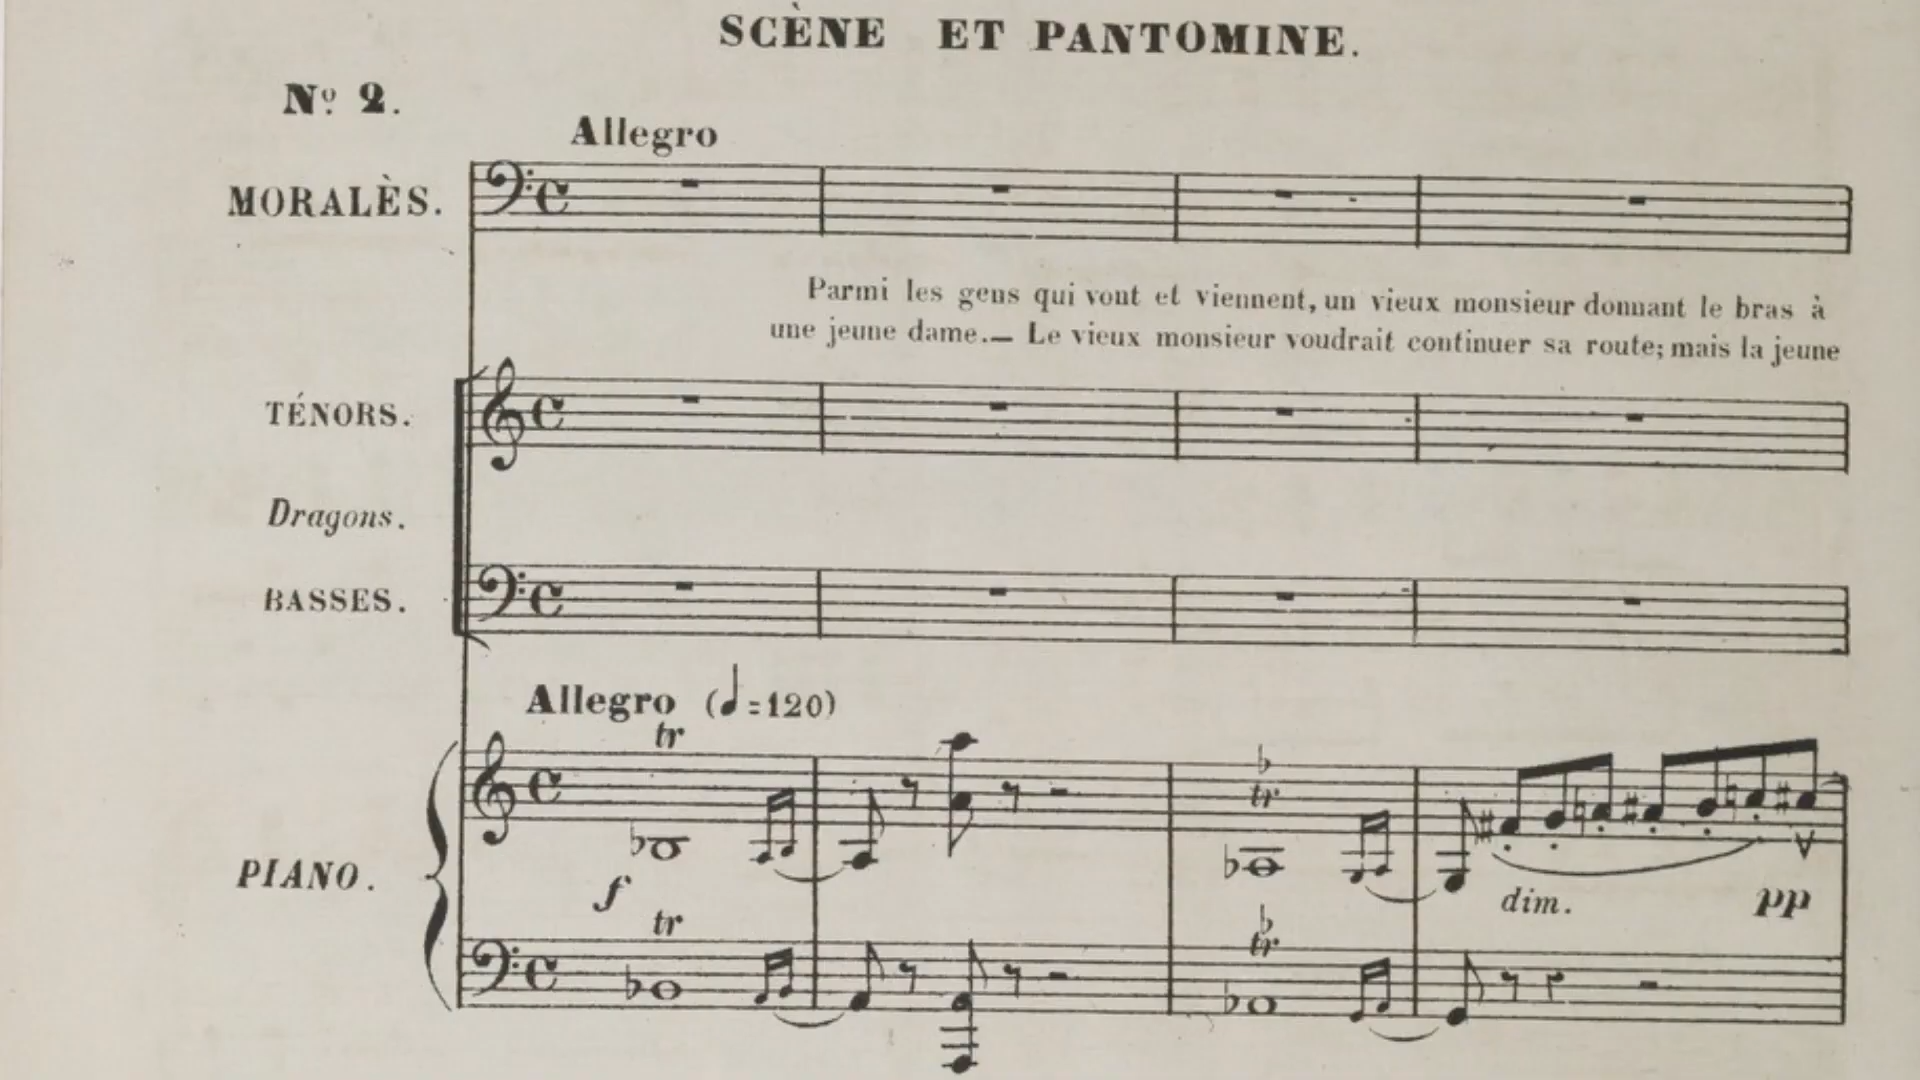 SCÈNE ET PANTOMINE.
Nº 2.
Allegro
MORALÈS.
Parmi les gens qui vont et viennent, un vieux monsieur donnant le bras à
une jeune dame.— Le vieux monsieur voudrait continuer sa route; mais la jeune
TÉNORS.
Dragons.
BASSES.
Allegro (♩=120)
tr
tr
PIANO.
f
dim.
pp
tr
tr